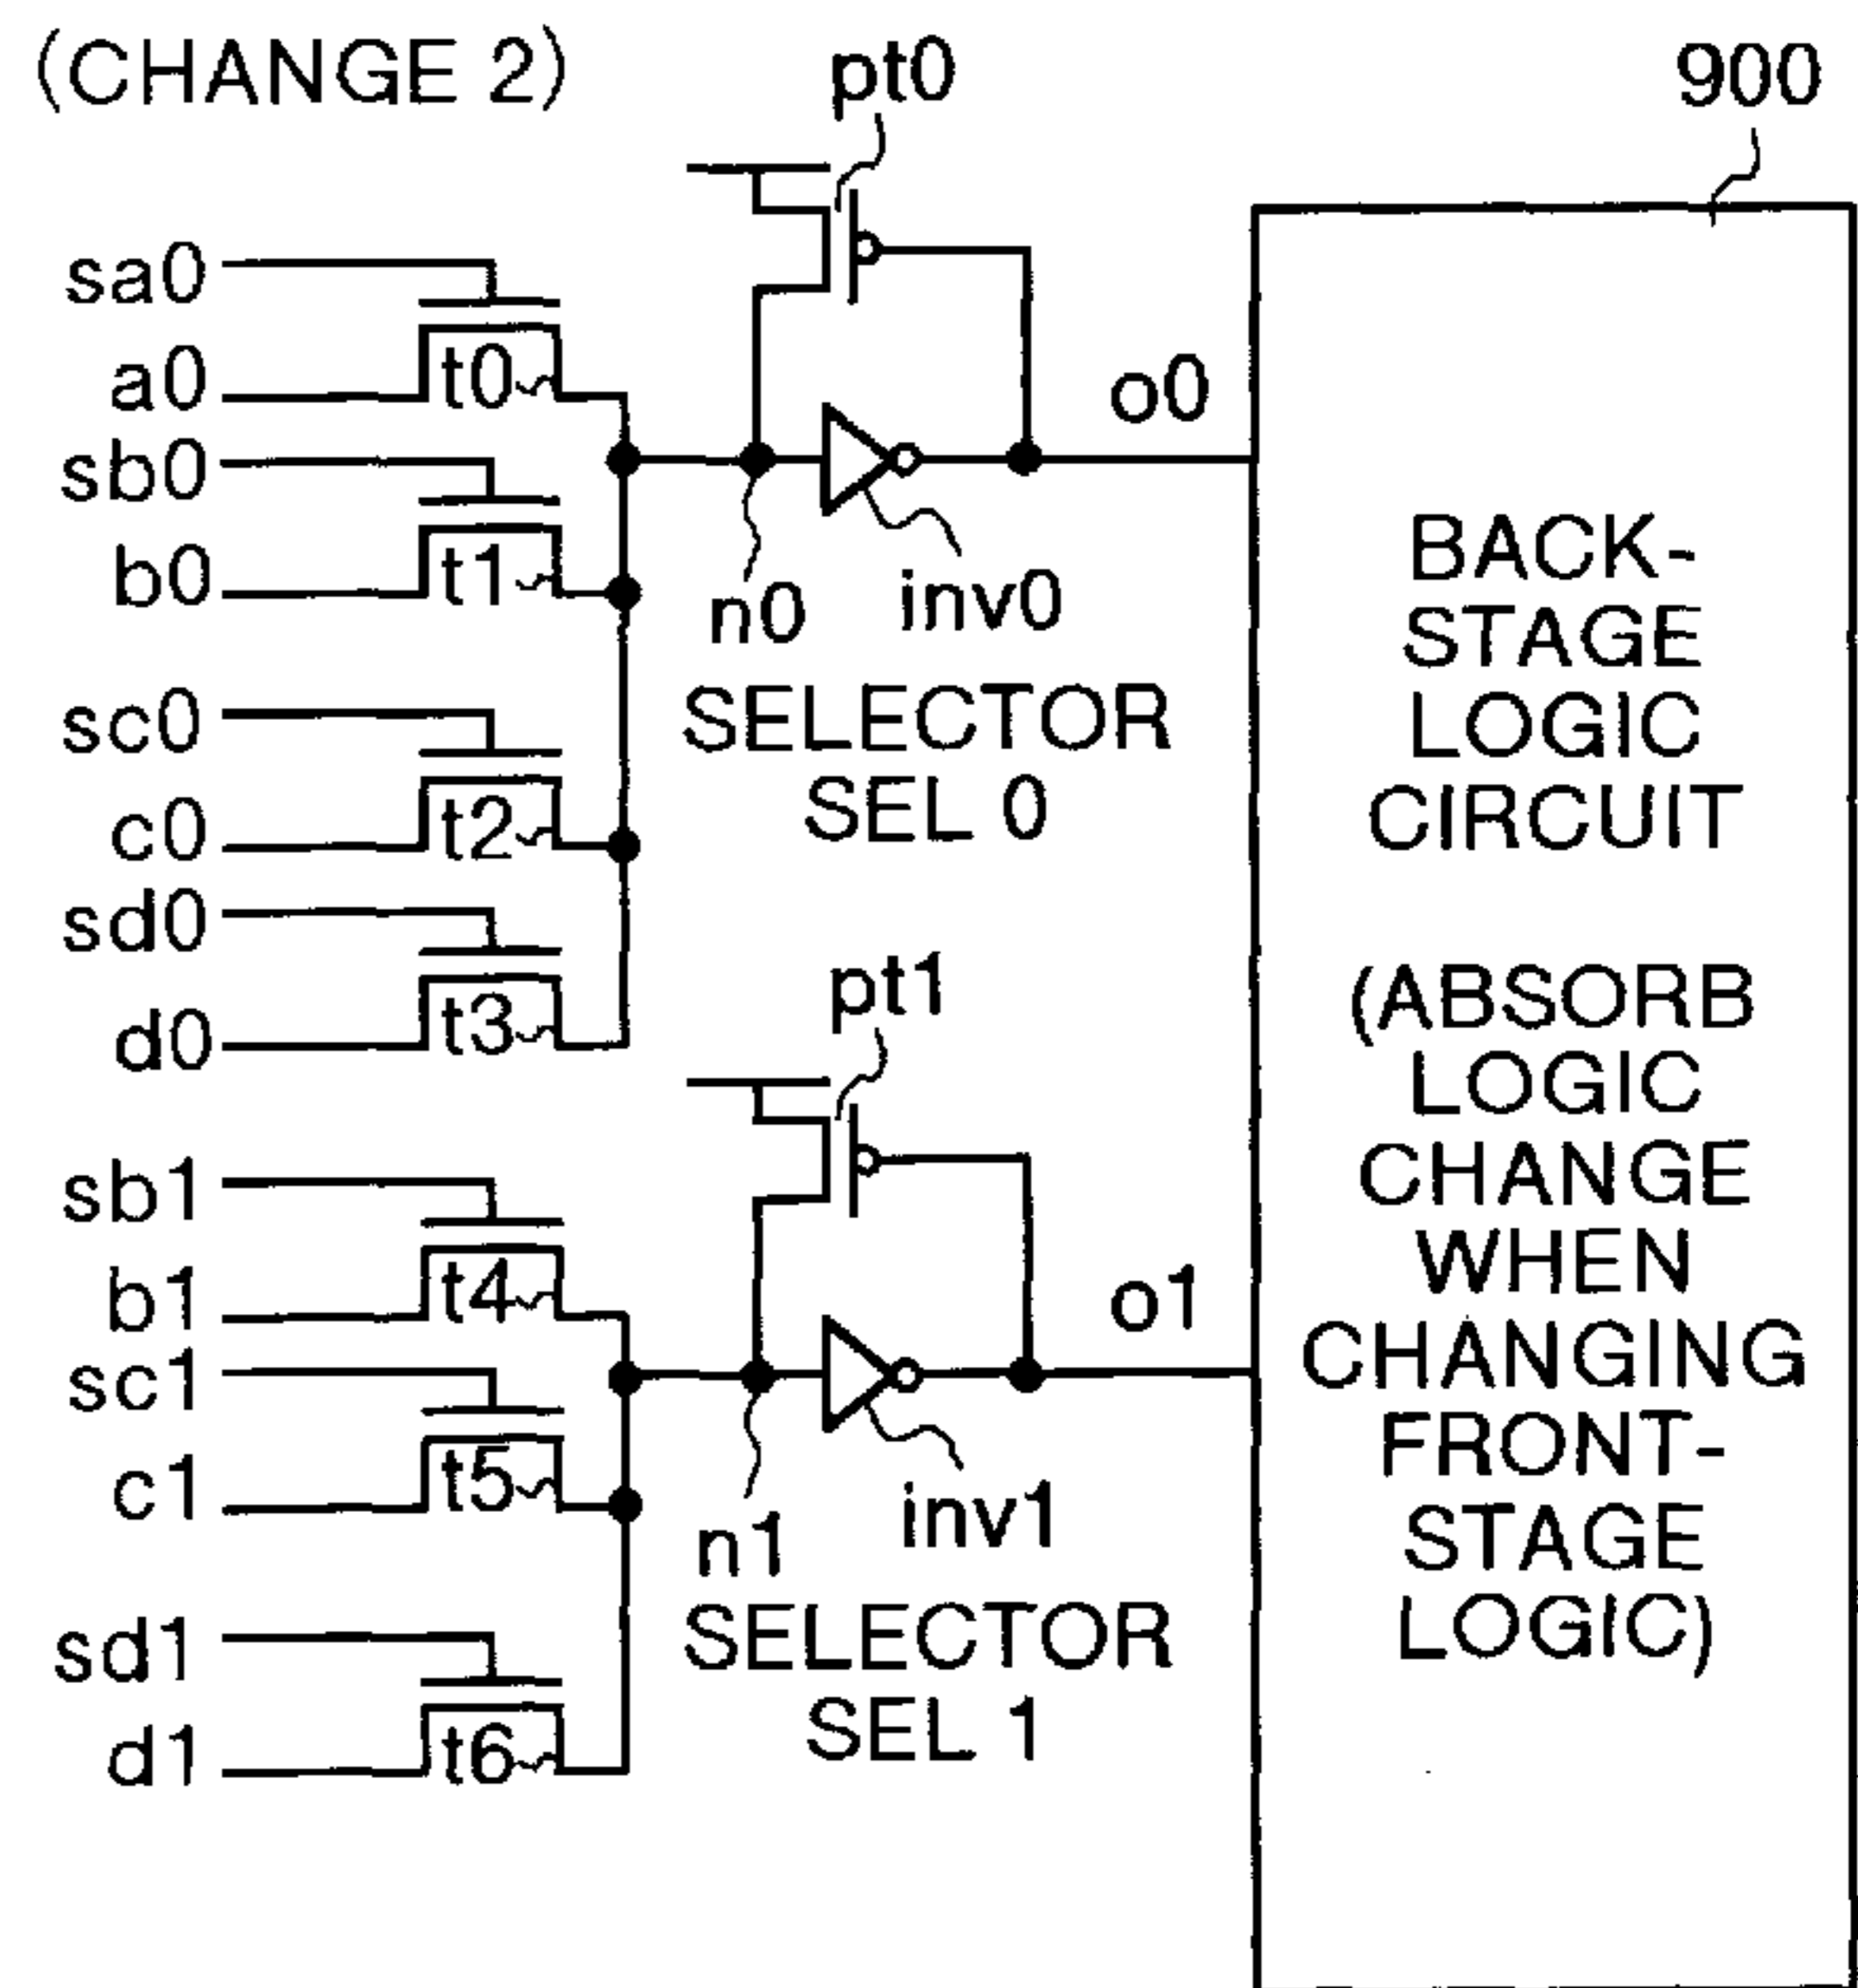 (CHANGE 2)
pt0
900
sa0
a0
t0
o0
sb0
b0
t1
n0
inv0
SELECTOR
SEL 0
sc0
c0
t2
sd0
d0
t3
pt1
sb1
b1
t4
o1
sc1
c1
t5
n1
inv1
SELECTOR
SEL 1
sd1
d1
t6
BACK-
STAGE
LOGIC
CIRCUIT
(ABSORB
LOGIC
CHANGE
WHEN
CHANGING
FRONT-
STAGE
LOGIC)